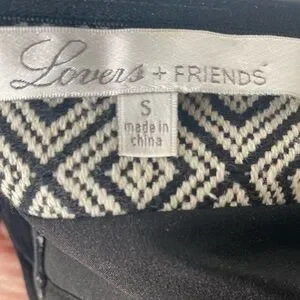 Lovers + FRIENDS
S
made in
china